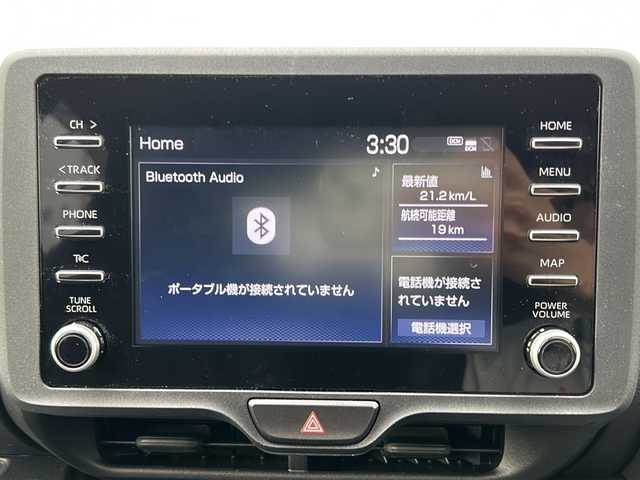 CH >
< TRACK
PHONE
T•C
TUNE
SCROLL
Home
3:30
DCM
DCM
Bluetooth Audio
ポータブル機が接続されていません
最新値
21.2 km/L
航続可能距離
19 km
電話機が接続さ
れていません
電話機選択
HOME
MENU
AUDIO
MAP
POWER
VOLUME